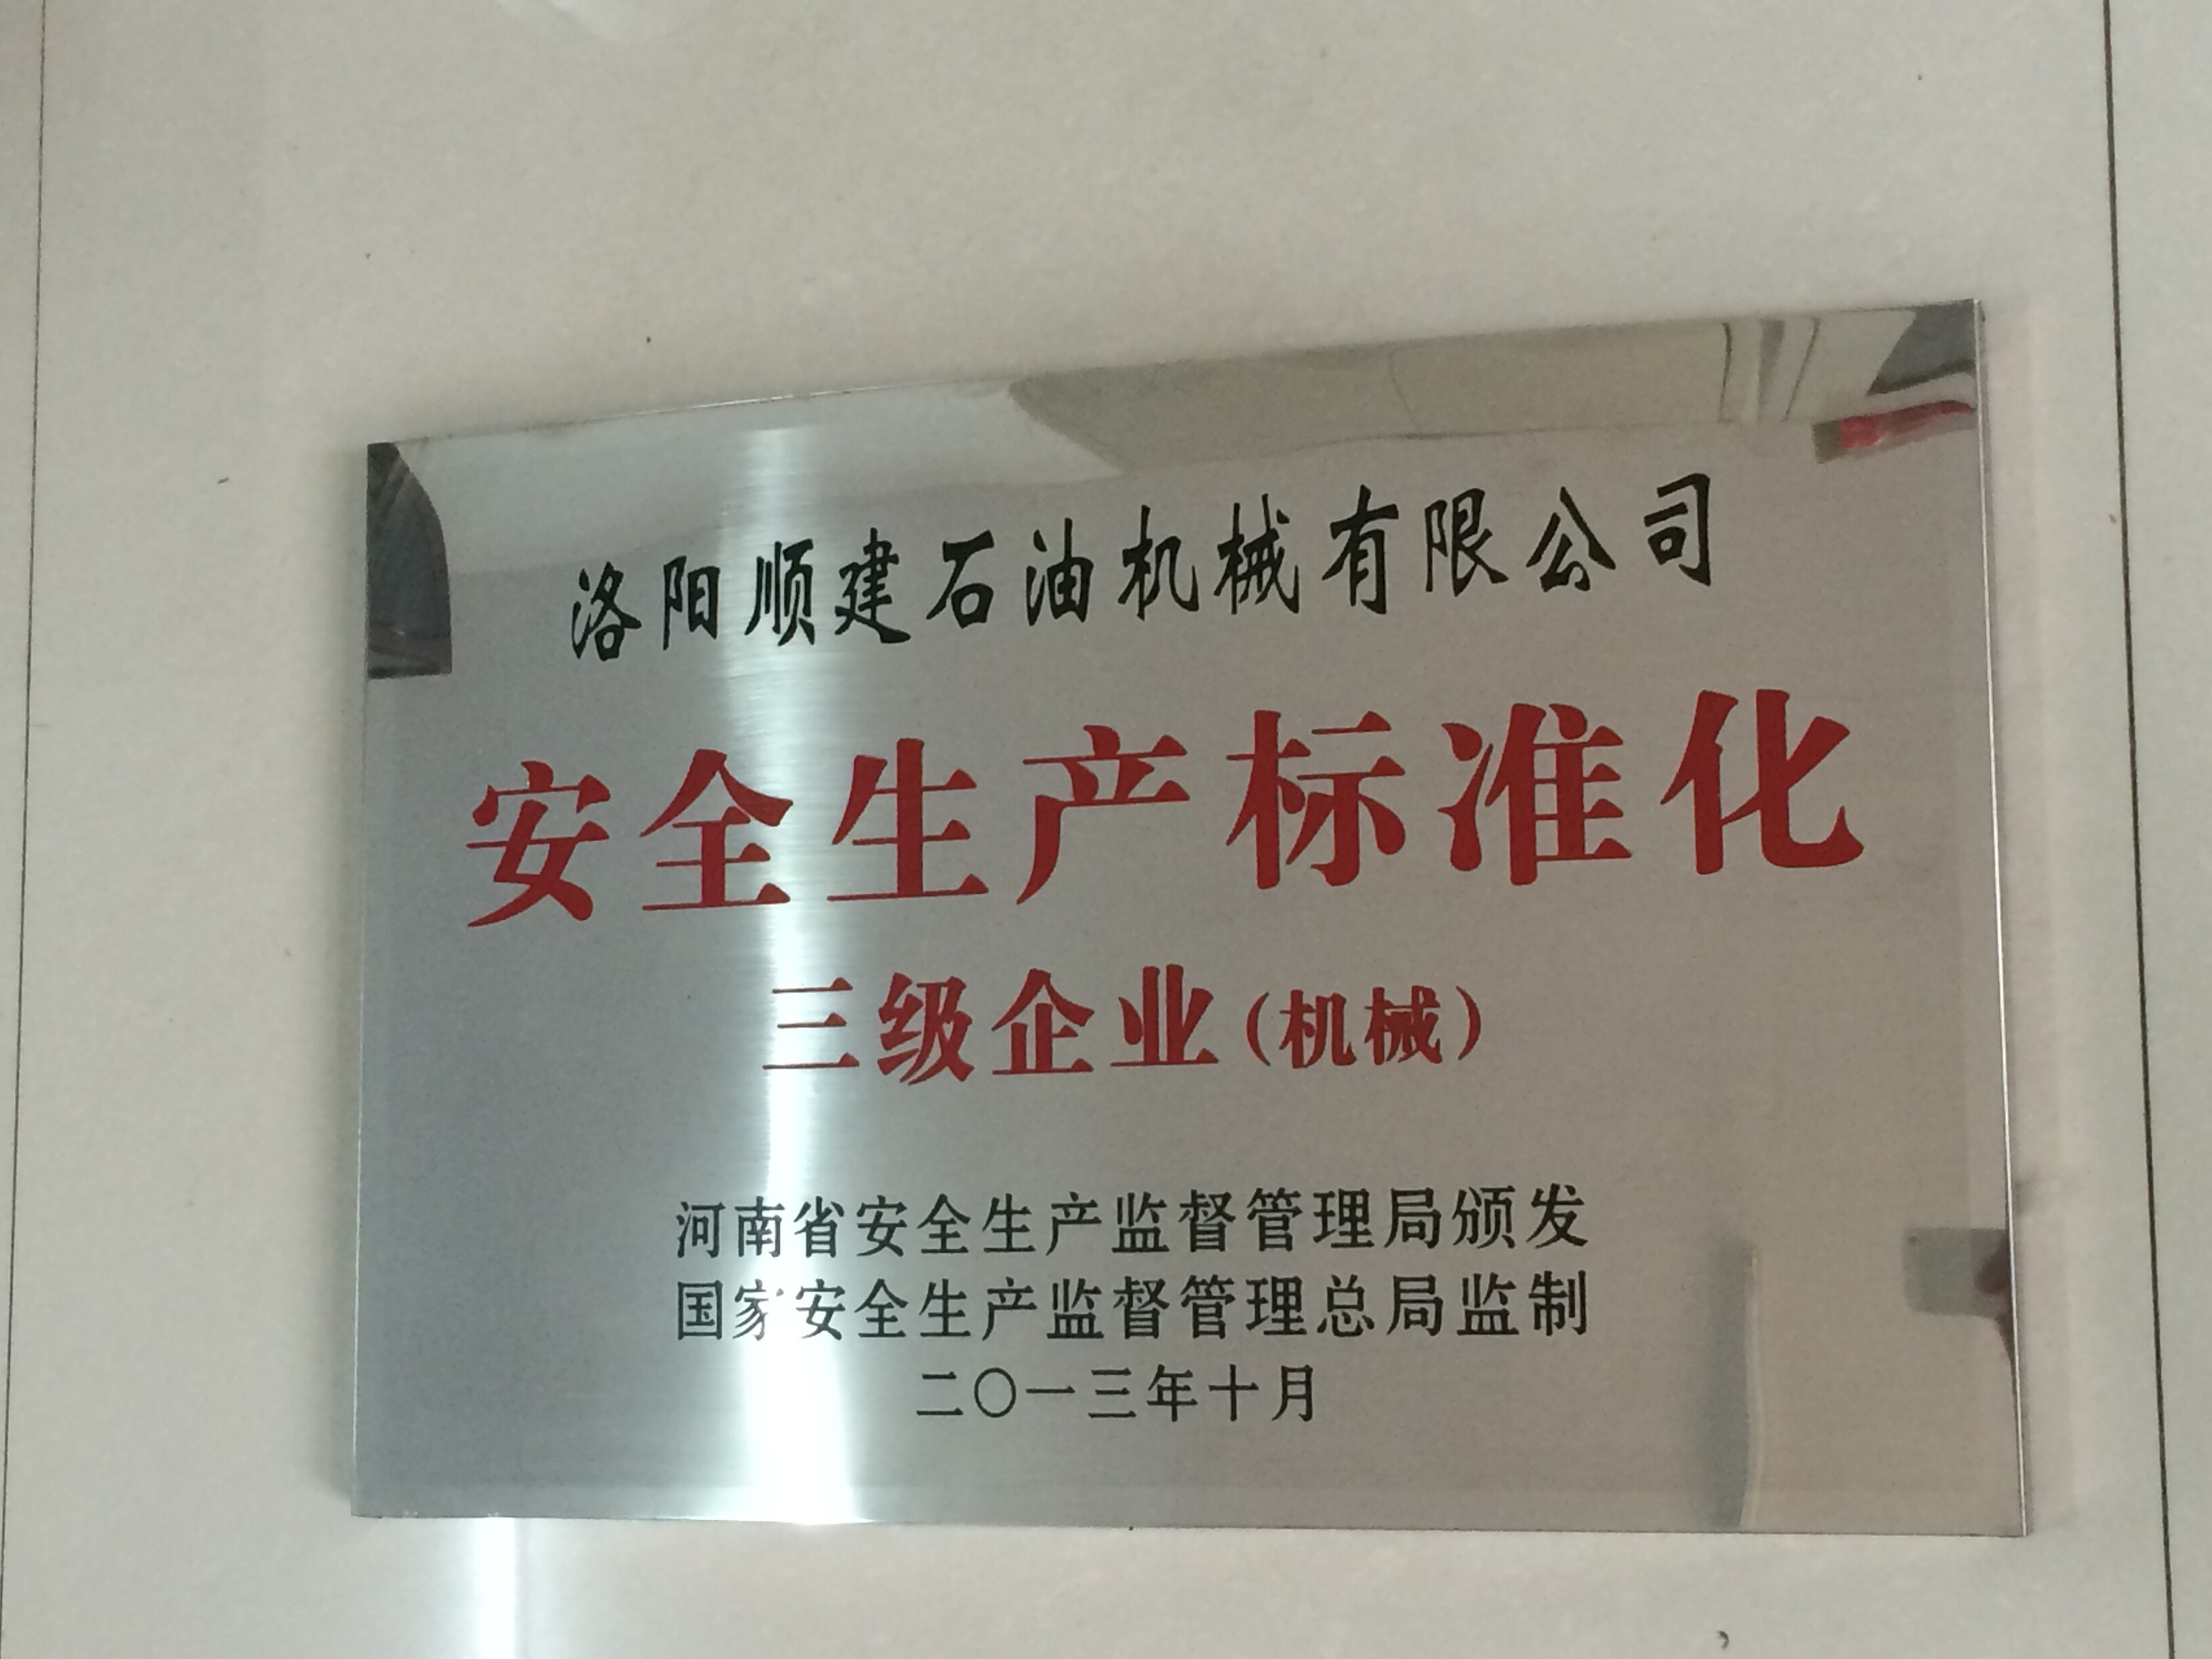 洛阳顺建石油机械有限公司
安全生产标准化
三级企业(机械)
河南省安全生产监督管理局颁发
国家安全生产监督管理总局监制
二〇一三年十月